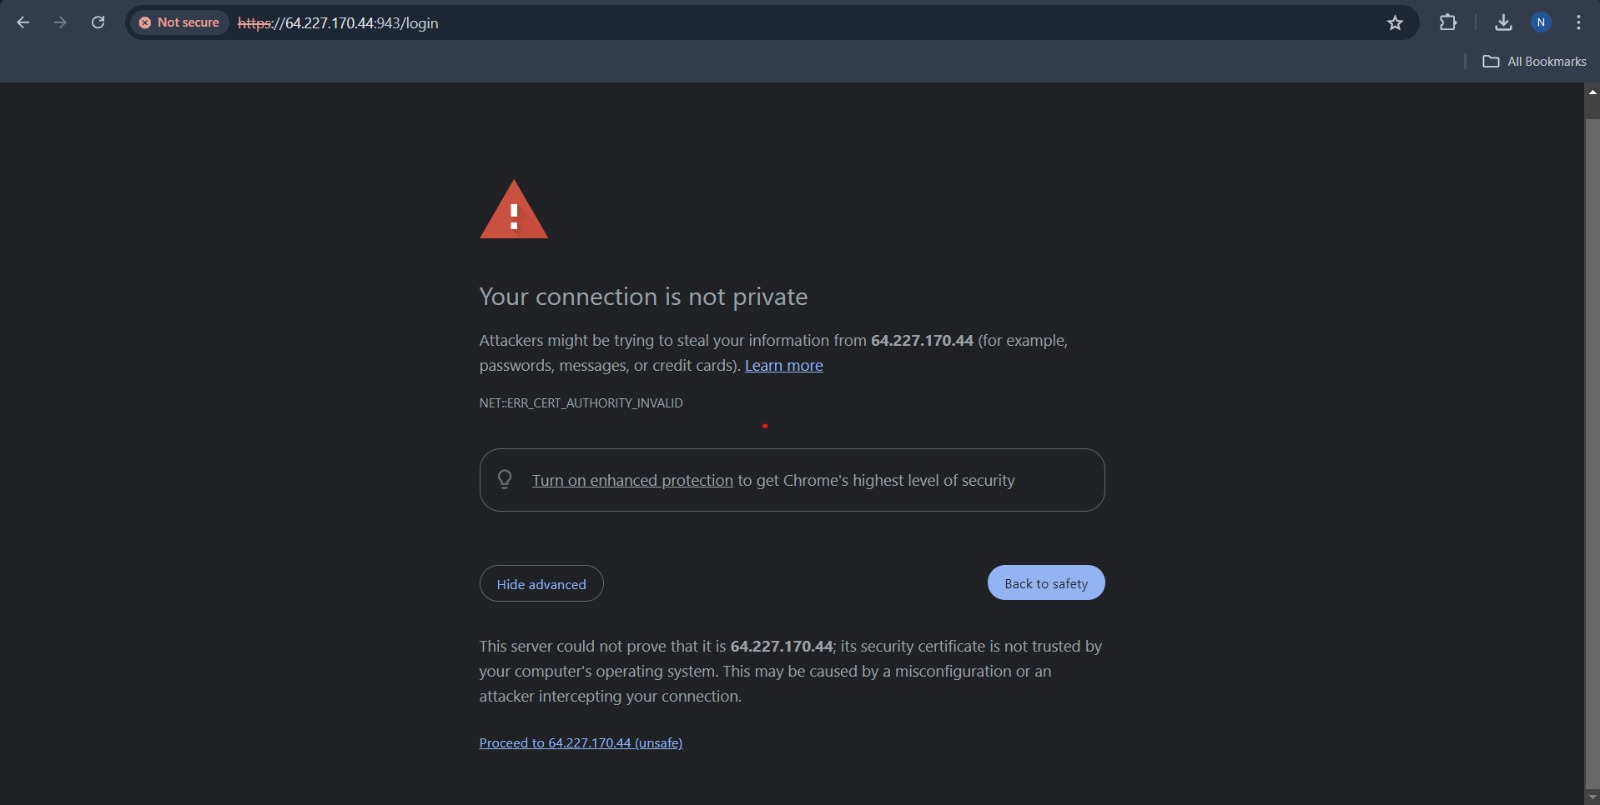 Not secure https://64.227.170.44:943/login N
All Bookmarks
Your connection is not private
Attackers might be trying to steal your information from 64.227.170.44 (for example,
passwords, messages, or credit cards). Learn more
NET::ERR_CERT_AUTHORITY_INVALID
Turn on enhanced protection to get Chrome's highest level of security
Hide advanced
Back to safety
This server could not prove that it is 64.227.170.44; its security certificate is not trusted by
your computer's operating system. This may be caused by a misconfiguration or an
attacker intercepting your connection.
Proceed to 64.227.170.44 (unsafe)